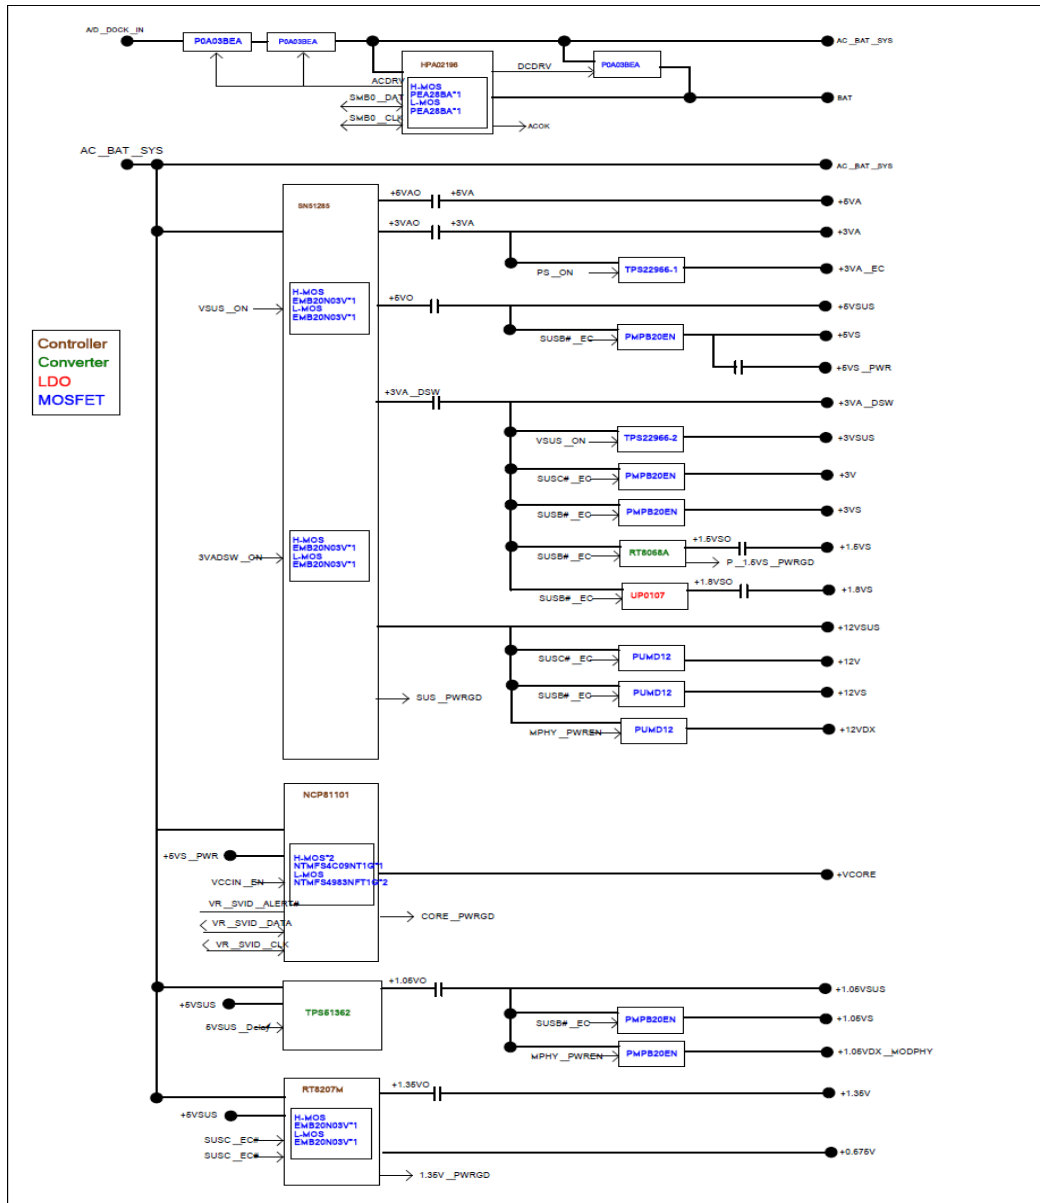 A/D_DOCK_IN
P0A03BEA
P0A03BEA
AC_BAT_SYS
HPA02196
DCDRV
P0A03BEA
ACDRV
H-MOS
PEA28BA*1
L-MOS
PEA28BA*1
SMB0_DAT
SMB0_CLK
BAT
ACOK
AC_BAT_SYS
AC_BAT_SYS
SN51285
+5VAO
+5VA
+5VA
+3VAO
+3VA
+3VA
PS_ON
TPS22966-1
+3VA_EC
H-MOS
EMB20N03V*1
L-MOS
EMB20N03V*1
VSUS_ON
+5VO
+5VSUS
SUSB#_EC
PMPB20EN
+5VS
+5VS_PWR
Controller
Converter
LDO
MOSFET
+3VA_DSW
+3VA_DSW
VSUS_ON
TPS22966-2
+3VSUS
SUSC#_EC
PMPB20EN
+3V
SUSB#_EC
PMPB20EN
+3VS
H-MOS
EMB20N03V*1
L-MOS
EMB20N03V*1
3VADSW_ON
SUSB#_EC
RT8068A
+1.5VSO
+1.5VS
P_1.5VS_PWRGD
SUSB#_EC
UP0107
+1.8VSO
+1.8VS
+12VSUS
SUSC#_EC
PUMD12
+12V
SUSB#_EC
PUMD12
+12VS
SUS_PWRGD
MPHY_PWREN
PUMD12
+12VDX
NCP81101
+5VS_PWR
H-MOS*2
NTMFS4C09NT1G*1
L-MOS
NTMFS4983NFT1G*2
VCCIN_EN
+VCORE
VR_SVID_ALERT#
CORE_PWRGD
VR_SVID_DATA
VR_SVID_CLK
+1.05VO
+1.05VSUS
+5VSUS
TPS51362
5VSUS_Delay
SUSB#_EC
PMPB20EN
+1.05VS
MPHY_PWREN
PMPB20EN
+1.05VDX_MODPHY
RT8207M
+1.35VO
+1.35V
+5VSUS
H-MOS
EMB20N03V*1
L-MOS
EMB20N03V*1
SUSC_EC#
SUSC_EC#
+0.675V
1.35V_PWRGD